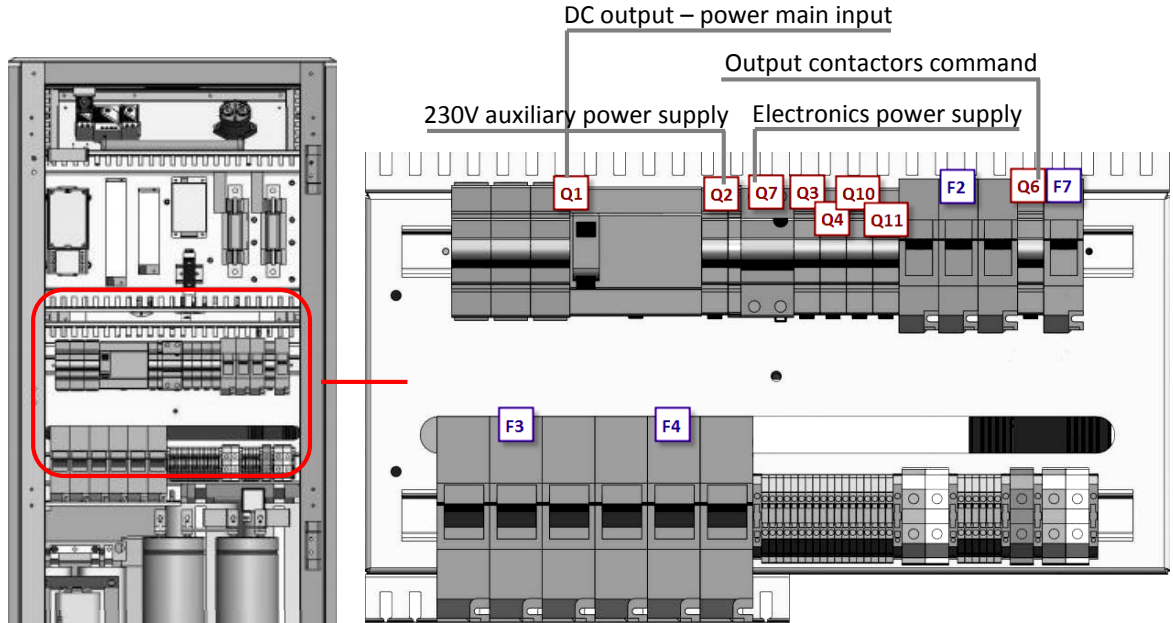 DC output – power main input
Output contactors command
230V auxiliary power supply
Electronics power supply
Q1
Q2
Q7
Q3
Q10
F2
Q6
F7
Q4
Q11
F3
F4